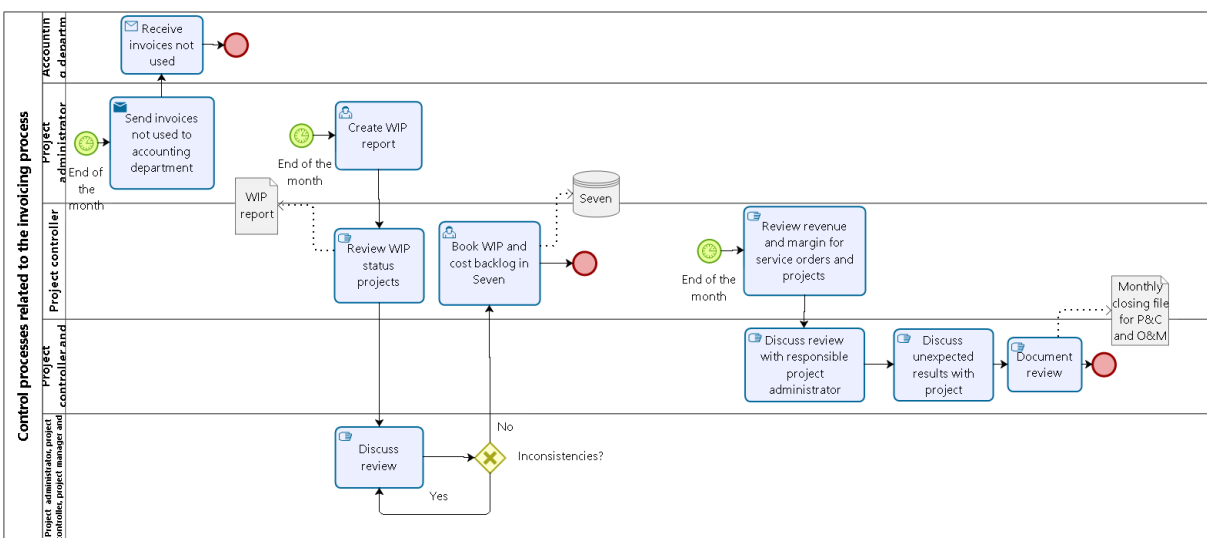 Control processes related to the invoicing process
Accountin
g departm
Receive
invoices not
used
Project
administrator
Send invoices
not used to
accounting
department
End of
the
month
Create WIP
report
End of the
month
WIP
report
Seven
Project controller
Review WIP
status
projects
Book WIP and
cost backlog in
Seven
Review revenue
and margin for
service orders and
projects
End of the
month
Monthly
closing file
for P&C
and O&M
Project
controller and
Discuss review
with responsible
project
administrator
Discuss
unexpected
results with
project
Document
review
Project administrator, project
controller, project manager and
Discuss
review
No
Inconsistencies?
Yes